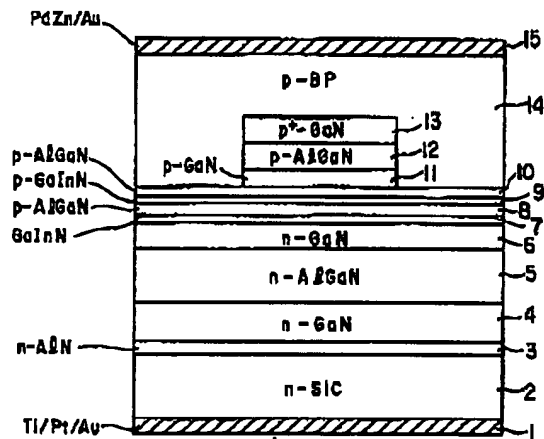 PdZn/Au
15
p-BP
14
p⁺-GaN
13
p-AlGaN
12
p-GaN
11
p-AlGaN
10
p-GaInN
9
p-AlGaN
8
GaInN
7
n-GaN
6
n-AlGaN
5
n-GaN
4
n-AlN
3
n-SiC
2
Ti/Pt/Au
1